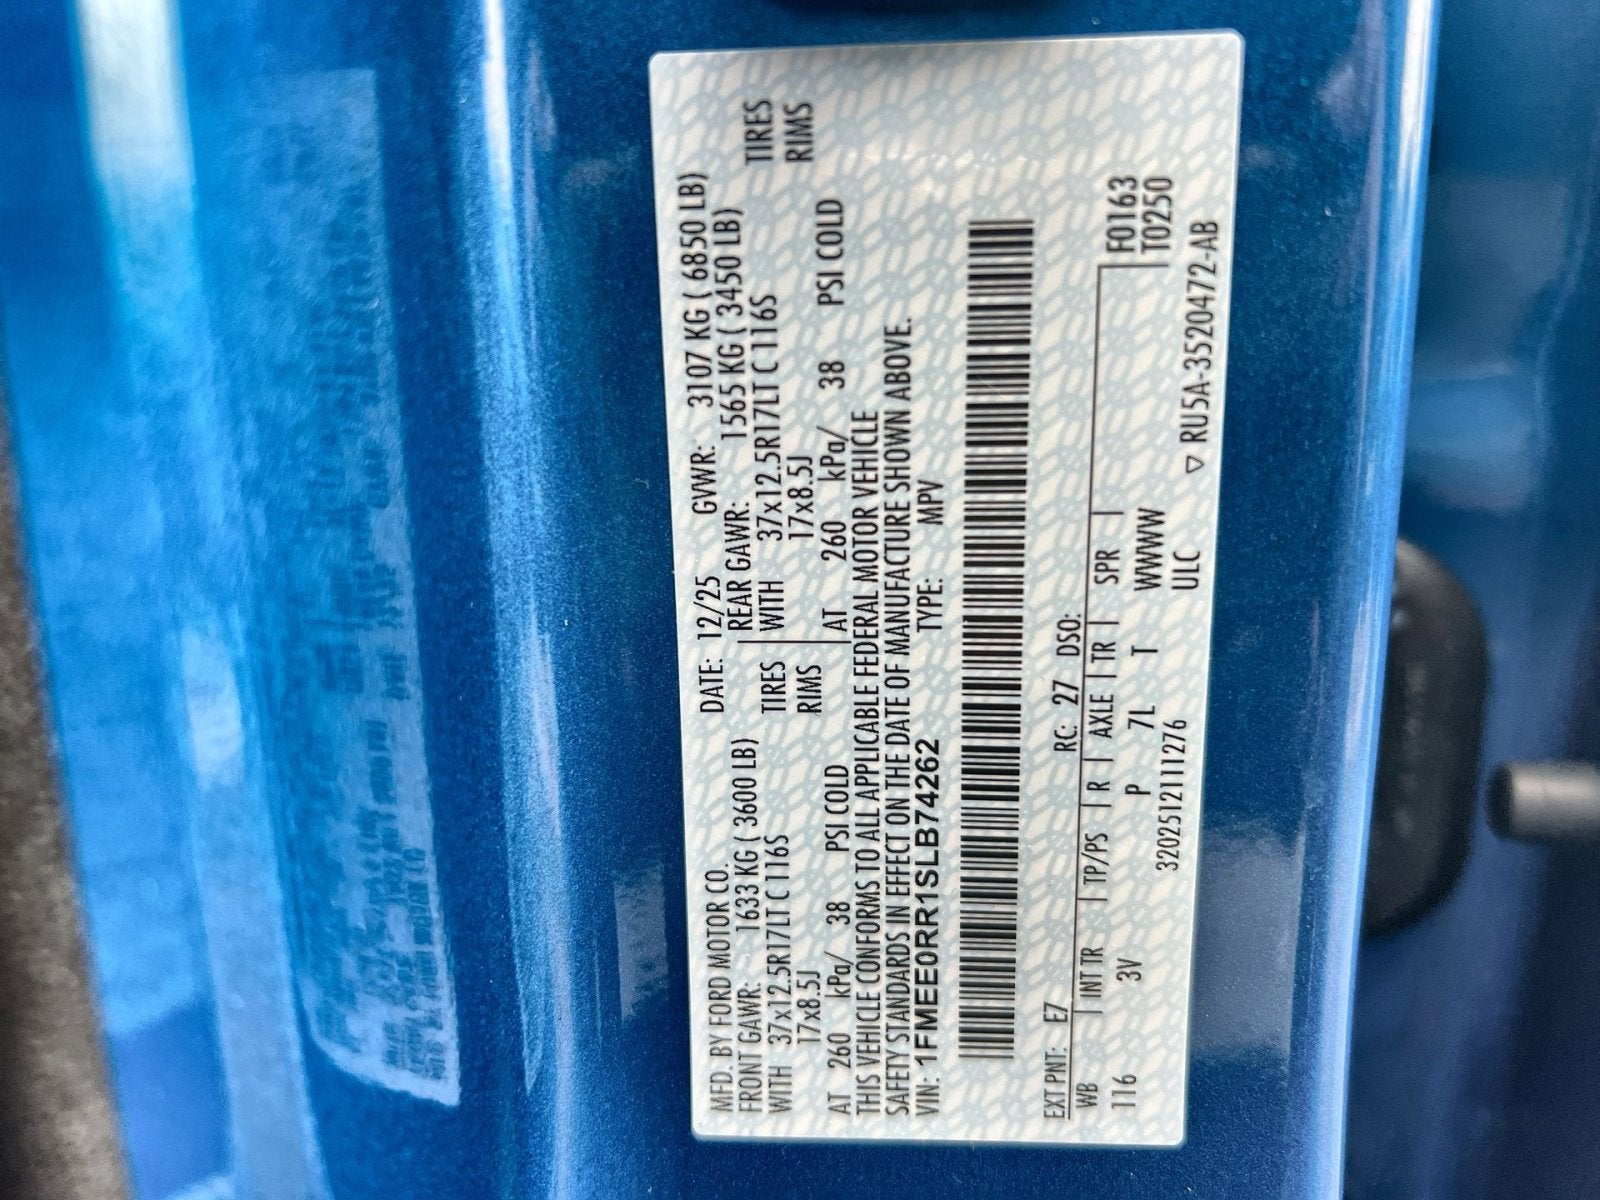 MFD. BY FORD MOTOR CO. DATE: 12/25 GVWR: 3107 KG ( 6850 LB)
FRONT GAWR: 1633 KG ( 3600 LB) REAR GAWR: 1565 KG ( 3450 LB)
WITH 37x12.5R17LT C 116S TIRES WITH 37x12.5R17LT C 116S TIRES
17x8.5J RIMS 17x8.5J RIMS
AT 260 kPa/ 38 PSI COLD AT 260 kPa/ 38 PSI COLD
THIS VEHICLE CONFORMS TO ALL APPLICABLE FEDERAL MOTOR VEHICLE
SAFETY STANDARDS IN EFFECT ON THE DATE OF MANUFACTURE SHOWN ABOVE.
VIN: 1FMEE0RR1SLB74262 TYPE: MPV
EXT PNT: E7 RC: 27 DSO:
WB | INT TR | TP/PS | R | AXLE | TR | SPR | F0163
116 3V P 7L T WWWW T0250
3202512111276 ULC ▽ RU5A-3520472-AB